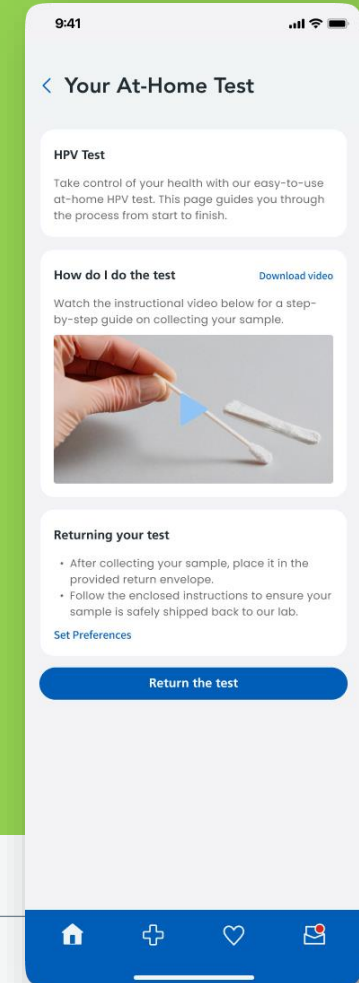 9:41
Your At-Home Test
HPV Test
Take control of your health with our easy-to-use
at-home HPV test. This page guides you through
the process from start to finish.
How do I do the test
Download video
Watch the instructional video below for a step-
by-step guide on collecting your sample.
Returning your test
• After collecting your sample, place it in the
provided return envelope.
• Follow the enclosed instructions to ensure your
sample is safely shipped back to our lab.
Set Preferences
Return the test